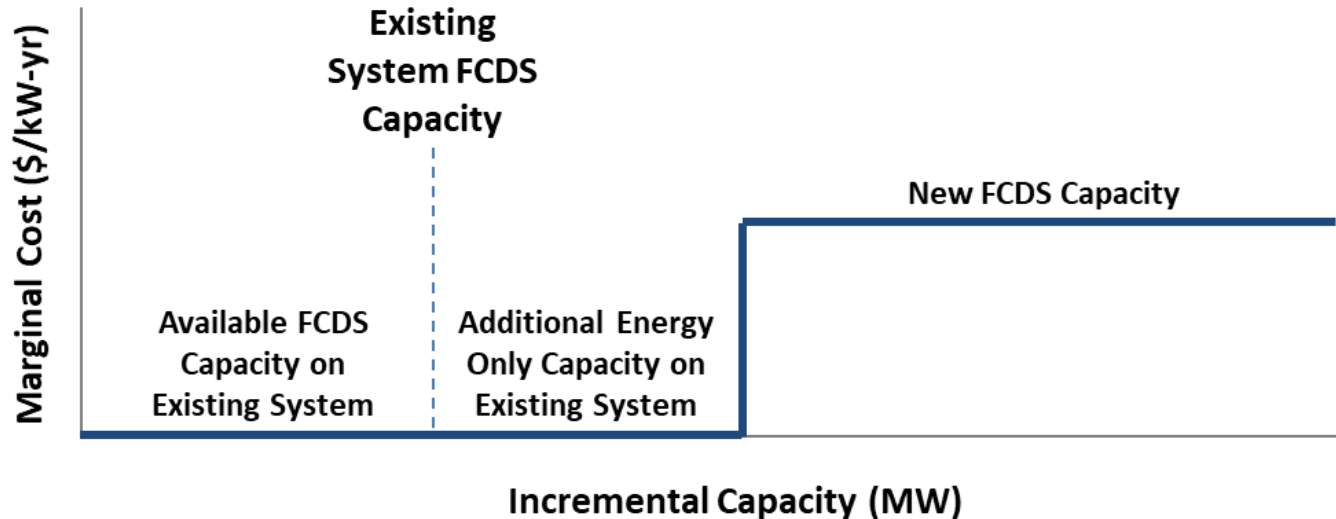 Marginal Cost ($/kW-yr)
Existing
System FCDS
Capacity
New FCDS Capacity
Available FCDS
Capacity on
Existing System
Additional Energy
Only Capacity on
Existing System
Incremental Capacity (MW)